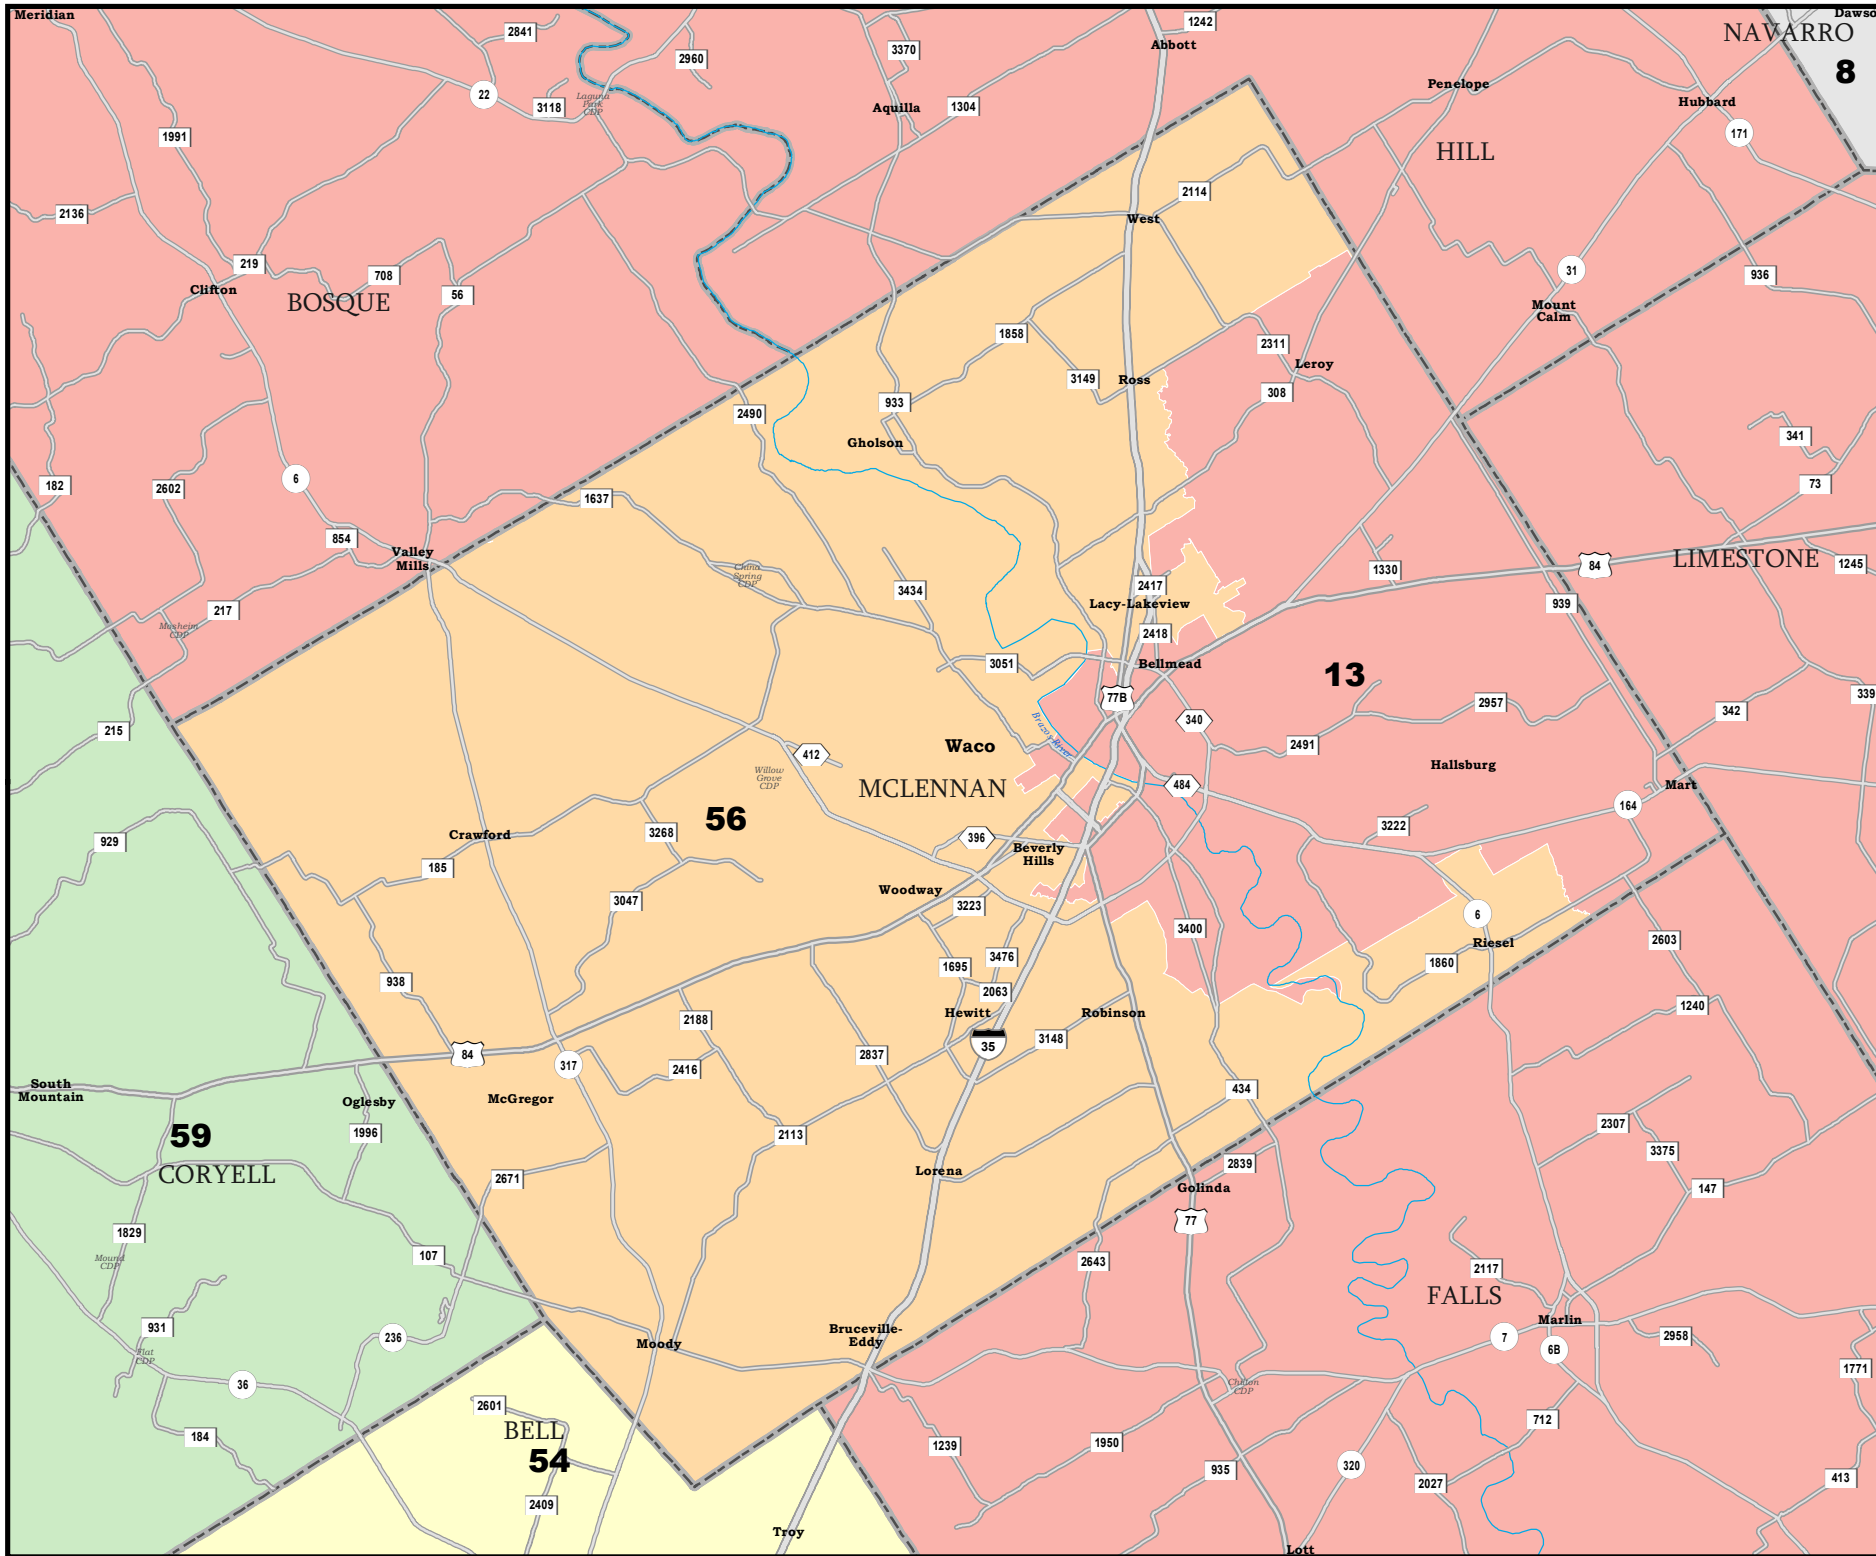 Meridian
2841
2960
3370
1242
Abbott
NAVARRO
8
22
3118
Laguna
Park
CDP
Aquilla
1304
Penelope
Hubbard
171
1991
HILL
2136
2114
West
219
Clifton
708
56
BOSQUE
31
936
Mount
Calm
1858
2311
Leroy
3149
Ross
308
2490
933
Gholson
341
182
2602
6
1637
73
854
Valley
Mills
LIMESTONE
84
1245
China
Spring
CDP
3434
2417
1330
Lacy-Lakeview
939
217
Mosheim
CDP
2418
3051
Bellmead
13
77B
340
2957
339
342
215
Brazos River
412
Waco
2491
Hallsburg
Willow
Grove
CDP
MCLENNAN
484
Mart
164
56
929
Crawford
3268
396
3222
Beverly
Hills
185
Woodway
3047
3223
3400
6
Riesel
2603
1695
3476
1860
938
2063
1240
2188
Hewitt
Robinson
84
317
2416
2837
35
3148
South
Mountain
Oglesby
McGregor
434
59
1996
2113
2307
3375
CORYELL
2671
Lorena
2839
Golinda
147
1829
77
Mound
CDP
107
2643
2117
FALLS
931
236
Moody
Bruceville-
Eddy
Marlin
7
6B
2958
Flat
CDP
36
Chilton
CDP
1771
2601
BELL
54
184
1239
1950
712
935
320
2027
413
2409
Troy
Lott